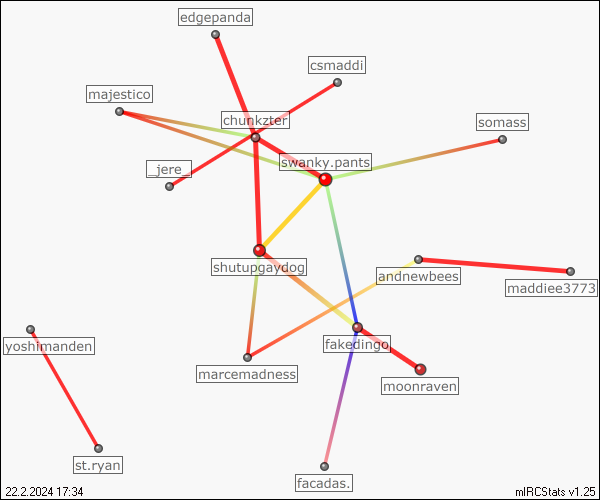 edgepanda
csmaddi
majestico
chunkzter
somass
swanky.pants
_jere_
shutupgaydog
andnewbees
maddiee3773
yoshimanden
fakedingo
marcemadness
moonraven
st.ryan
facadas.
22.2.2024 17:34
mIRCStats v1.25